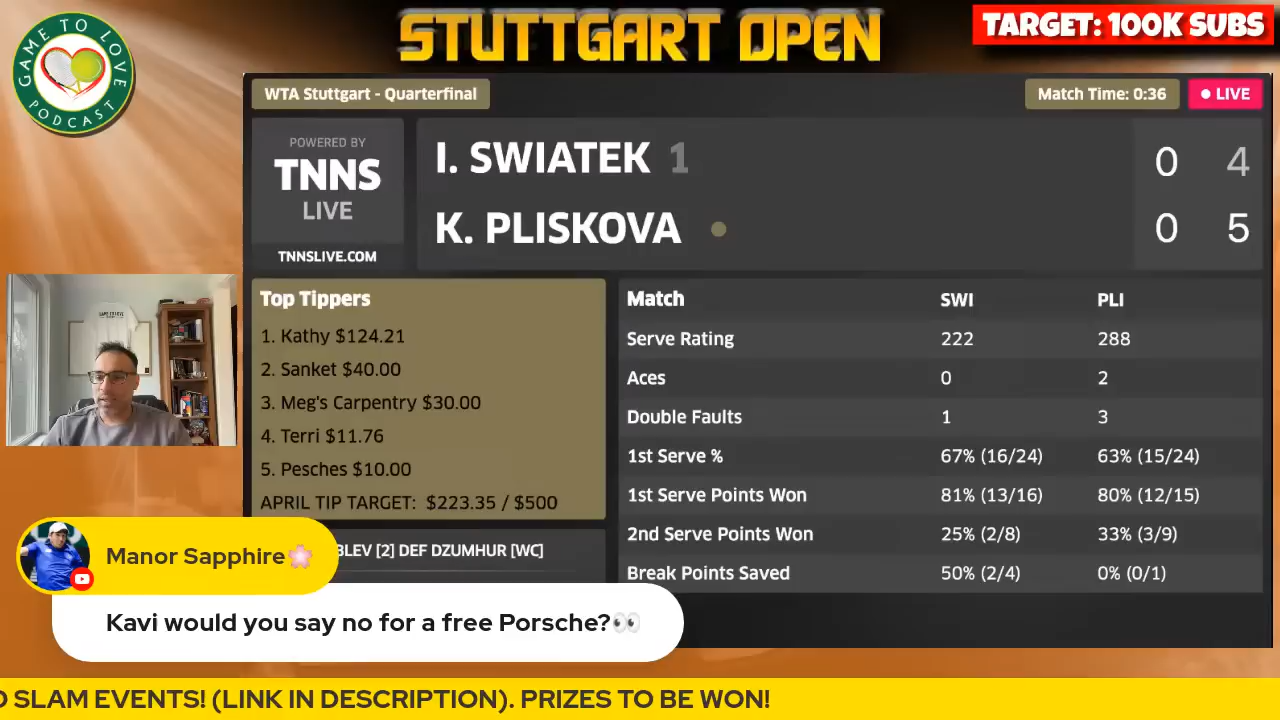 GAME TO LOVE
PODCAST
STUTTGART OPEN
TARGET: 100K SUBS
WTA Stuttgart - Quarterfinal
Match Time: 0:36
LIVE
POWERED BY
TNNS
LIVE
TNNSLIVE.COM
I. SWIATEK 1 0 4
K. PLISKOVA 0 5
Top Tippers
1. Kathy $124.21
2. Sanket $40.00
3. Meg's Carpentry $30.00
4. Terri $11.76
5. Pesches $10.00
APRIL TIP TARGET: $223.35 / $500
BLEV [2] DEF DZUMHUR [WC]
Match SWI PLI
Serve Rating 222 288
Aces 0 2
Double Faults 1 3
1st Serve % 67% (16/24) 63% (15/24)
1st Serve Points Won 81% (13/16) 80% (12/15)
2nd Serve Points Won 25% (2/8) 33% (3/9)
Break Points Saved 50% (2/4) 0% (0/1)
Manor Sapphire🌸
Kavi would you say no for a free Porsche?👀
SLAM EVENTS! (LINK IN DESCRIPTION). PRIZES TO BE WON!